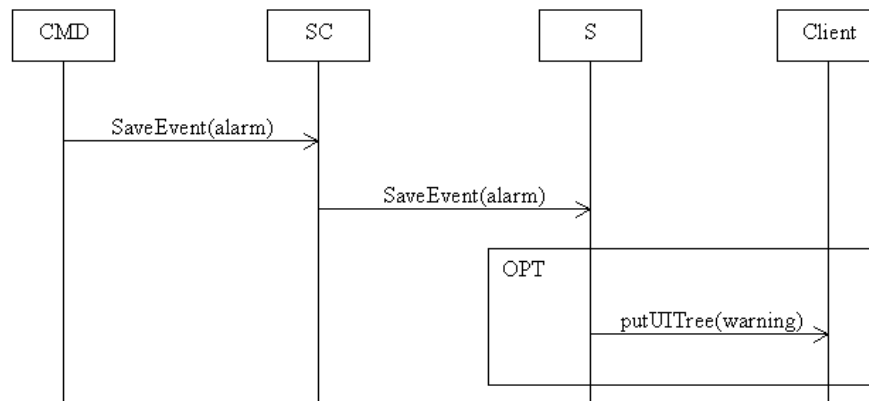 CMD
SC
S
Client
SaveEvent(alarm)
SaveEvent(alarm)
OPT
putUITree(warning)